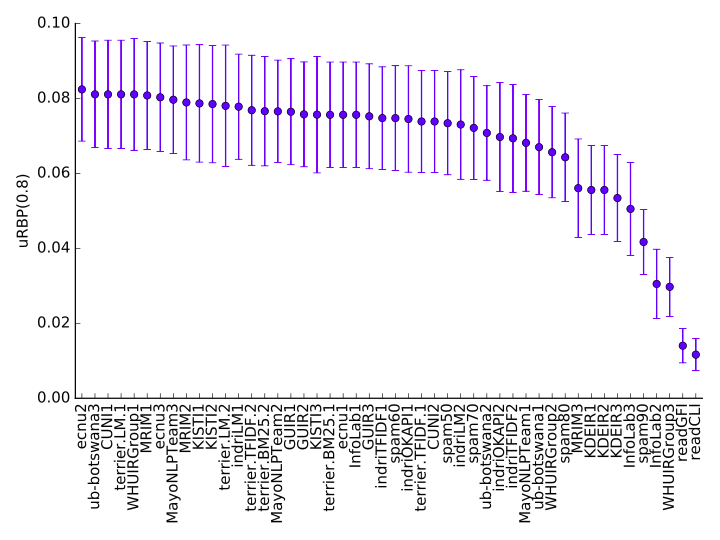 uRBP(0.8)
0.10
0.08
0.06
0.04
0.02
0.00
ecnu2
ub-botswana3
CUNI1
terrier.LM.1
WHUIRGroup1
MRIM1
ecnu3
MayoNLPTeam3
MRIM2
KISTI1
KISTI2
terrier.LM.2
indriLM1
terrier.TFIDF.2
terrier.BM25.2
MayoNLPTeam2
GUIR1
GUIR2
KISTI3
terrier.BM25.1
ecnu1
InfoLab1
GUIR3
indriTFIDF1
spam60
indriOKAPI1
terrier.TFIDF.1
CUNI2
spam50
indriLM2
spam70
ub-botswana2
indriOKAPI2
indriTFIDF2
MayoNLPTeam1
ub-botswana1
WHUIRGroup2
spam80
MRIM3
KDEIR1
KDEIR2
KDEIR3
InfoLab3
spam90
InfoLab2
WHUIRGroup3
readGFI
readCLI